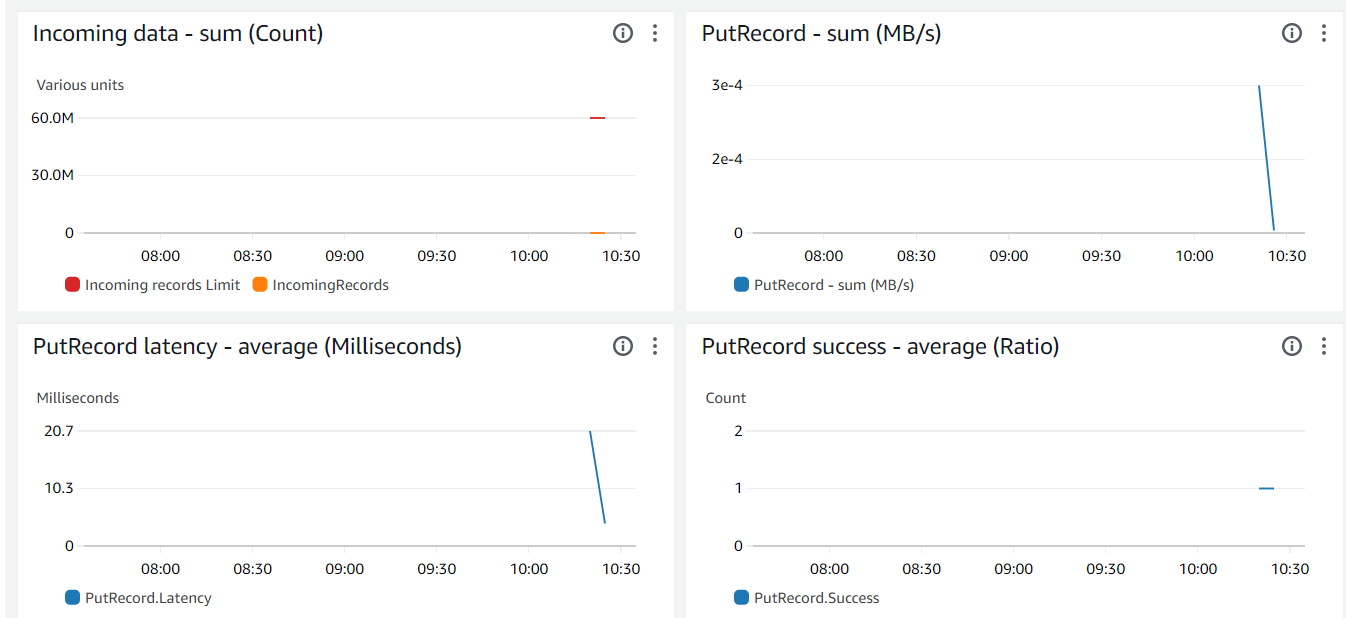 Incoming data - sum (Count)
Various units
60.0M
30.0M
0
08:00 08:30 09:00 09:30 10:00 10:30
Incoming records Limit IncomingRecords
PutRecord - sum (MB/s)
3e-4
2e-4
0
08:00 08:30 09:00 09:30 10:00 10:30
PutRecord - sum (MB/s)
PutRecord latency - average (Milliseconds)
Milliseconds
20.7
10.3
0
08:00 08:30 09:00 09:30 10:00 10:30
PutRecord.Latency
PutRecord success - average (Ratio)
Count
2
1
0
08:00 08:30 09:00 09:30 10:00 10:30
PutRecord.Success